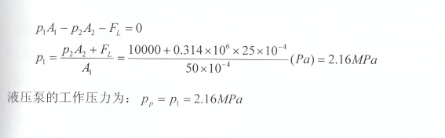 p₁A₁ − p₂A₂ − F_L = 0
p₁ = (p₂A₂ + F_L) / A₁ = (10000 + 0.314×10⁶ × 25×10⁻⁴) / (50×10⁻⁴) (Pa) = 2.16MPa
液压泵的工作压力为：p_p = p₁ = 2.16MPa